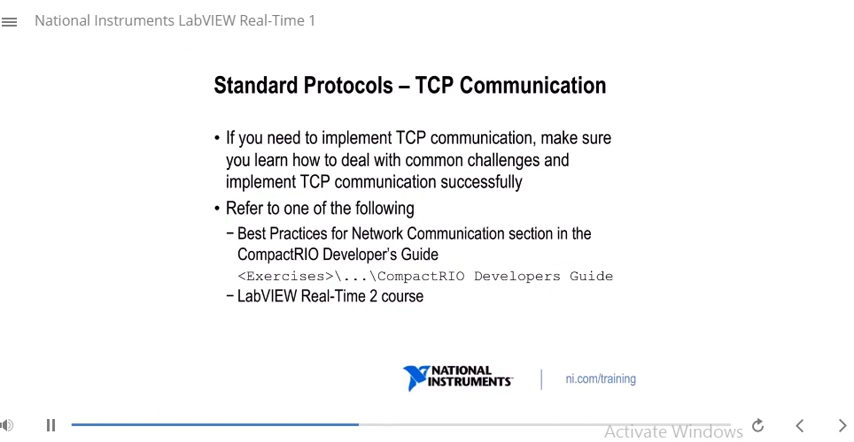 National Instruments LabVIEW Real-Time 1
Standard Protocols – TCP Communication
• If you need to implement TCP communication, make sure
you learn how to deal with common challenges and
implement TCP communication successfully
• Refer to one of the following
– Best Practices for Network Communication section in the
CompactRIO Developer's Guide
<Exercises>\...\CompactRIO Developers Guide
– LabVIEW Real-Time 2 course
NATIONAL
INSTRUMENTS
ni.com/training
Activate Windows